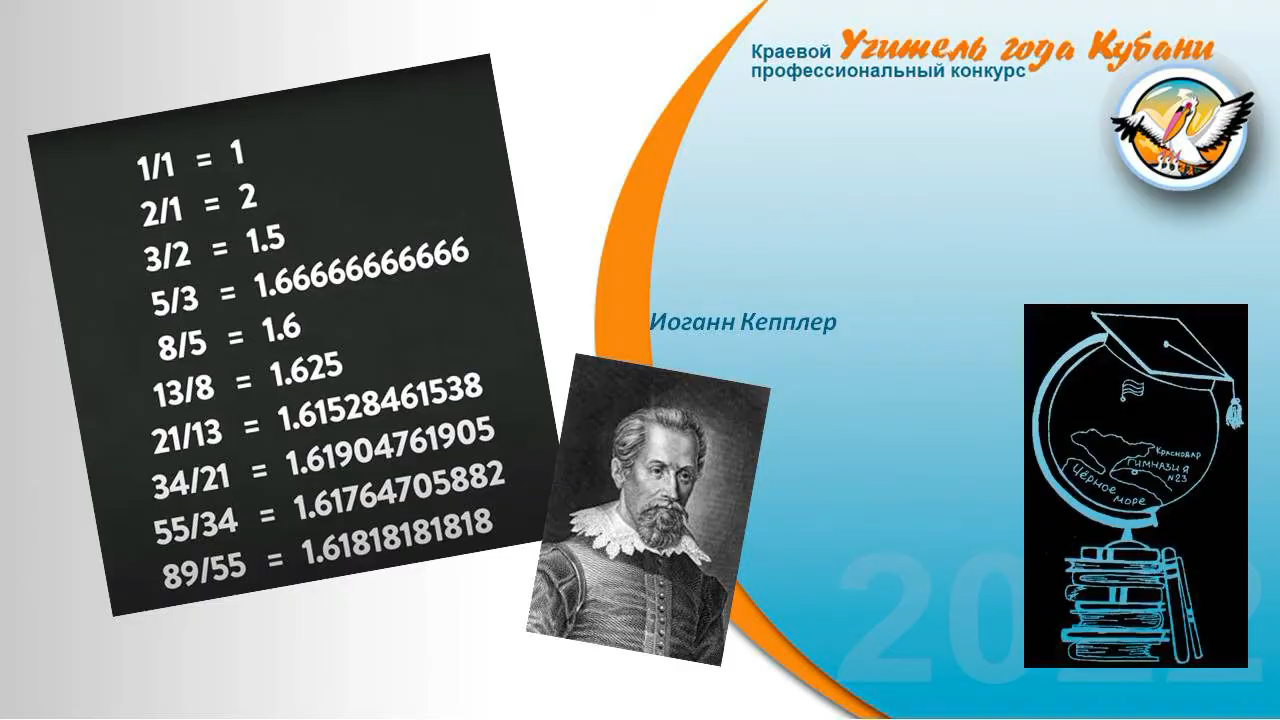 1/1 = 1
2/1 = 2
3/2 = 1.5
5/3 = 1.66666666666
8/5 = 1.6
13/8 = 1.625
21/13 = 1.61528461538
34/21 = 1.61904761905
55/34 = 1.61764705882
89/55 = 1.61818181818
Краевой Учитель года Кубани
профессиональный конкурс
Иоганн Кепплер
Краснодар
ГИМНАЗИЯ
№23
Чёрное
море
2022